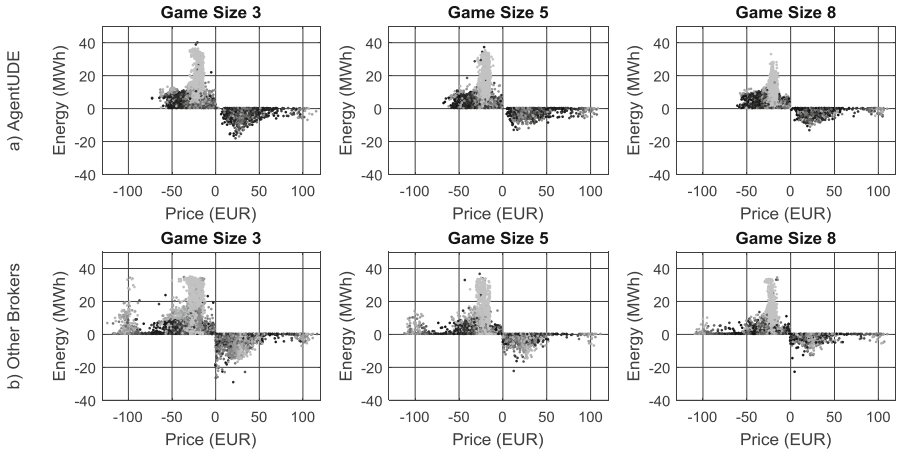 a) AgentUDE
Game Size 3
Energy (MWh)
40
20
0
-20
-40
-100 -50 0 50 100
Price (EUR)
Game Size 5
Energy (MWh)
40
20
0
-20
-40
-100 -50 0 50 100
Price (EUR)
Game Size 8
Energy (MWh)
40
20
0
-20
-40
-100 -50 0 50 100
Price (EUR)
b) Other Brokers
Game Size 3
Energy (MWh)
40
20
0
-20
-40
-100 -50 0 50 100
Price (EUR)
Game Size 5
Energy (MWh)
40
20
0
-20
-40
-100 -50 0 50 100
Price (EUR)
Game Size 8
Energy (MWh)
40
20
0
-20
-40
-100 -50 0 50 100
Price (EUR)